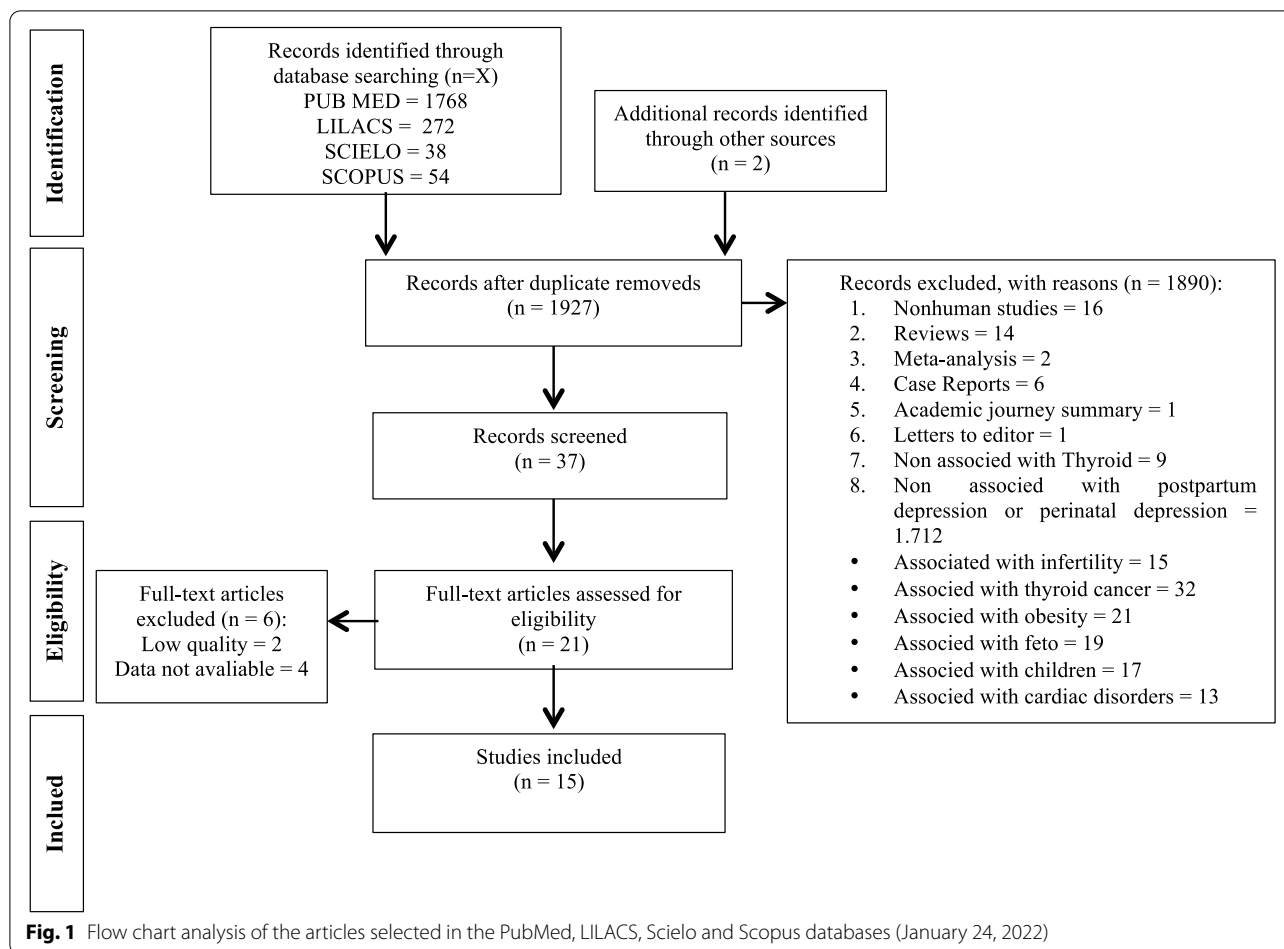 Identification
Records identified through
database searching (n=X)
PUB MED = 1768
LILACS = 272
SCIELO = 38
SCOPUS = 54
Additional records identified
through other sources
(n = 2)
Screening
Records after duplicate removeds
(n = 1927)
Records excluded, with reasons (n = 1890):
1. Nonhuman studies = 16
2. Reviews = 14
3. Meta-analysis = 2
4. Case Reports = 6
5. Academic journey summary = 1
6. Letters to editor = 1
7. Non associed with Thyroid = 9
8. Non associed with postpartum
depression or perinatal depression =
1.712
• Associated with infertility = 15
• Associed with thyroid cancer = 32
• Associed with obesity = 21
• Associed with feto = 19
• Associed with children = 17
• Associed with cardiac disorders = 13
Records screened
(n = 37)
Eligibility
Full-text articles
excluded (n = 6):
Low quality = 2
Data not avaliable = 4
Full-text articles assessed for
eligibility
(n = 21)
Inclued
Studies included
(n = 15)
Fig. 1 Flow chart analysis of the articles selected in the PubMed, LILACS, Scielo and Scopus databases (January 24, 2022)